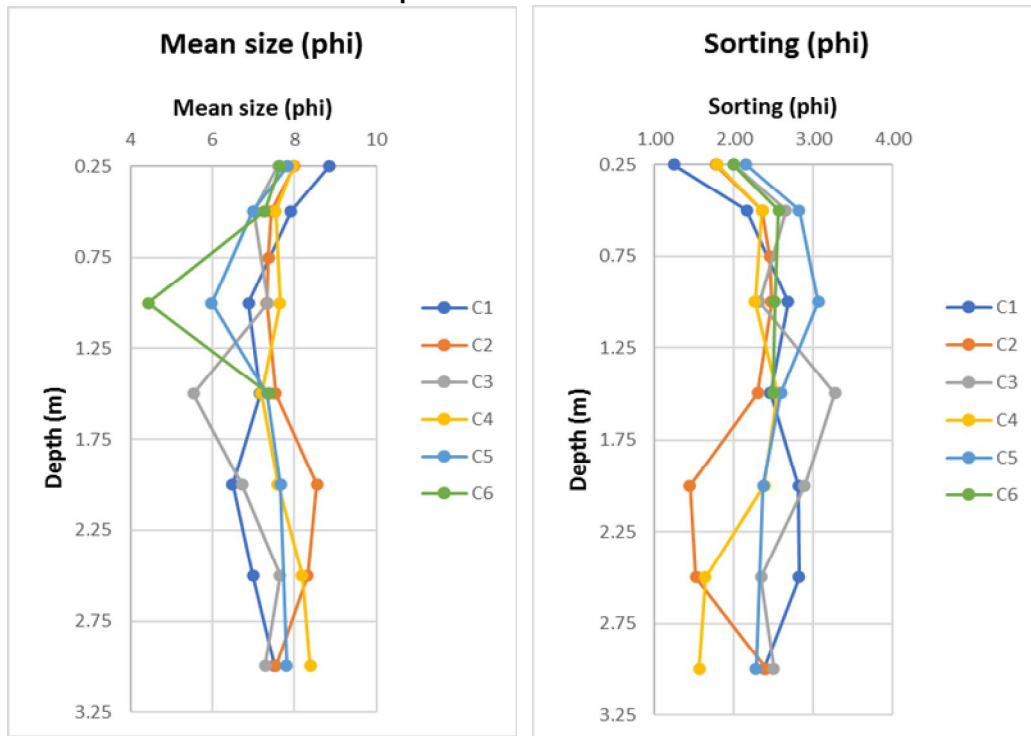 Mean size (phi)
Mean size (phi)
4 6 8 10
0.25
0.75
1.25
1.75
2.25
2.75
3.25
Depth (m)
C1
C2
C3
C4
C5
C6
Sorting (phi)
Sorting (phi)
1.00 2.00 3.00 4.00
0.25
0.75
1.25
1.75
2.25
2.75
3.25
Depth (m)
C1
C2
C3
C4
C5
C6